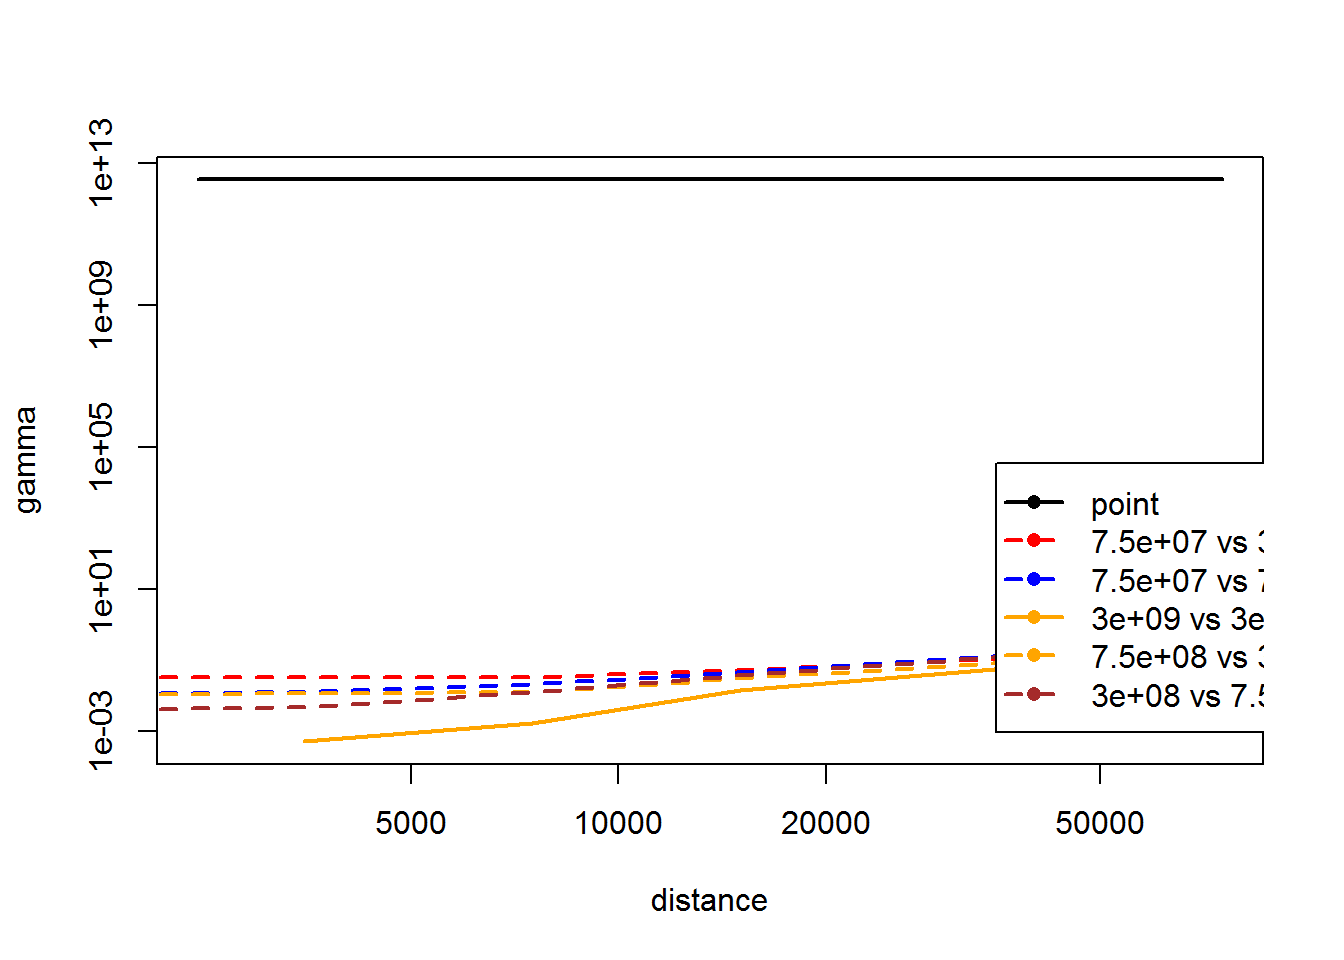 1e+13
1e+09
1e+05
1e+01
1e-03
gamma
point
7.5e+07 vs
7.5e+07 vs
3e+09 vs 3e
7.5e+08 vs
3e+08 vs 7.5
5000
10000
20000
50000
distance